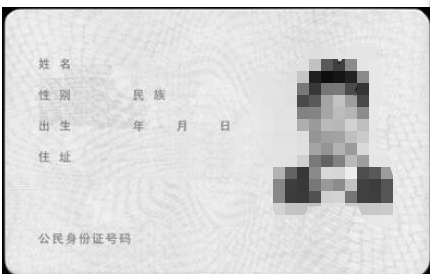 姓 名
性 别 民 族
出 生 年 月 日
住 址
公民身份证号码